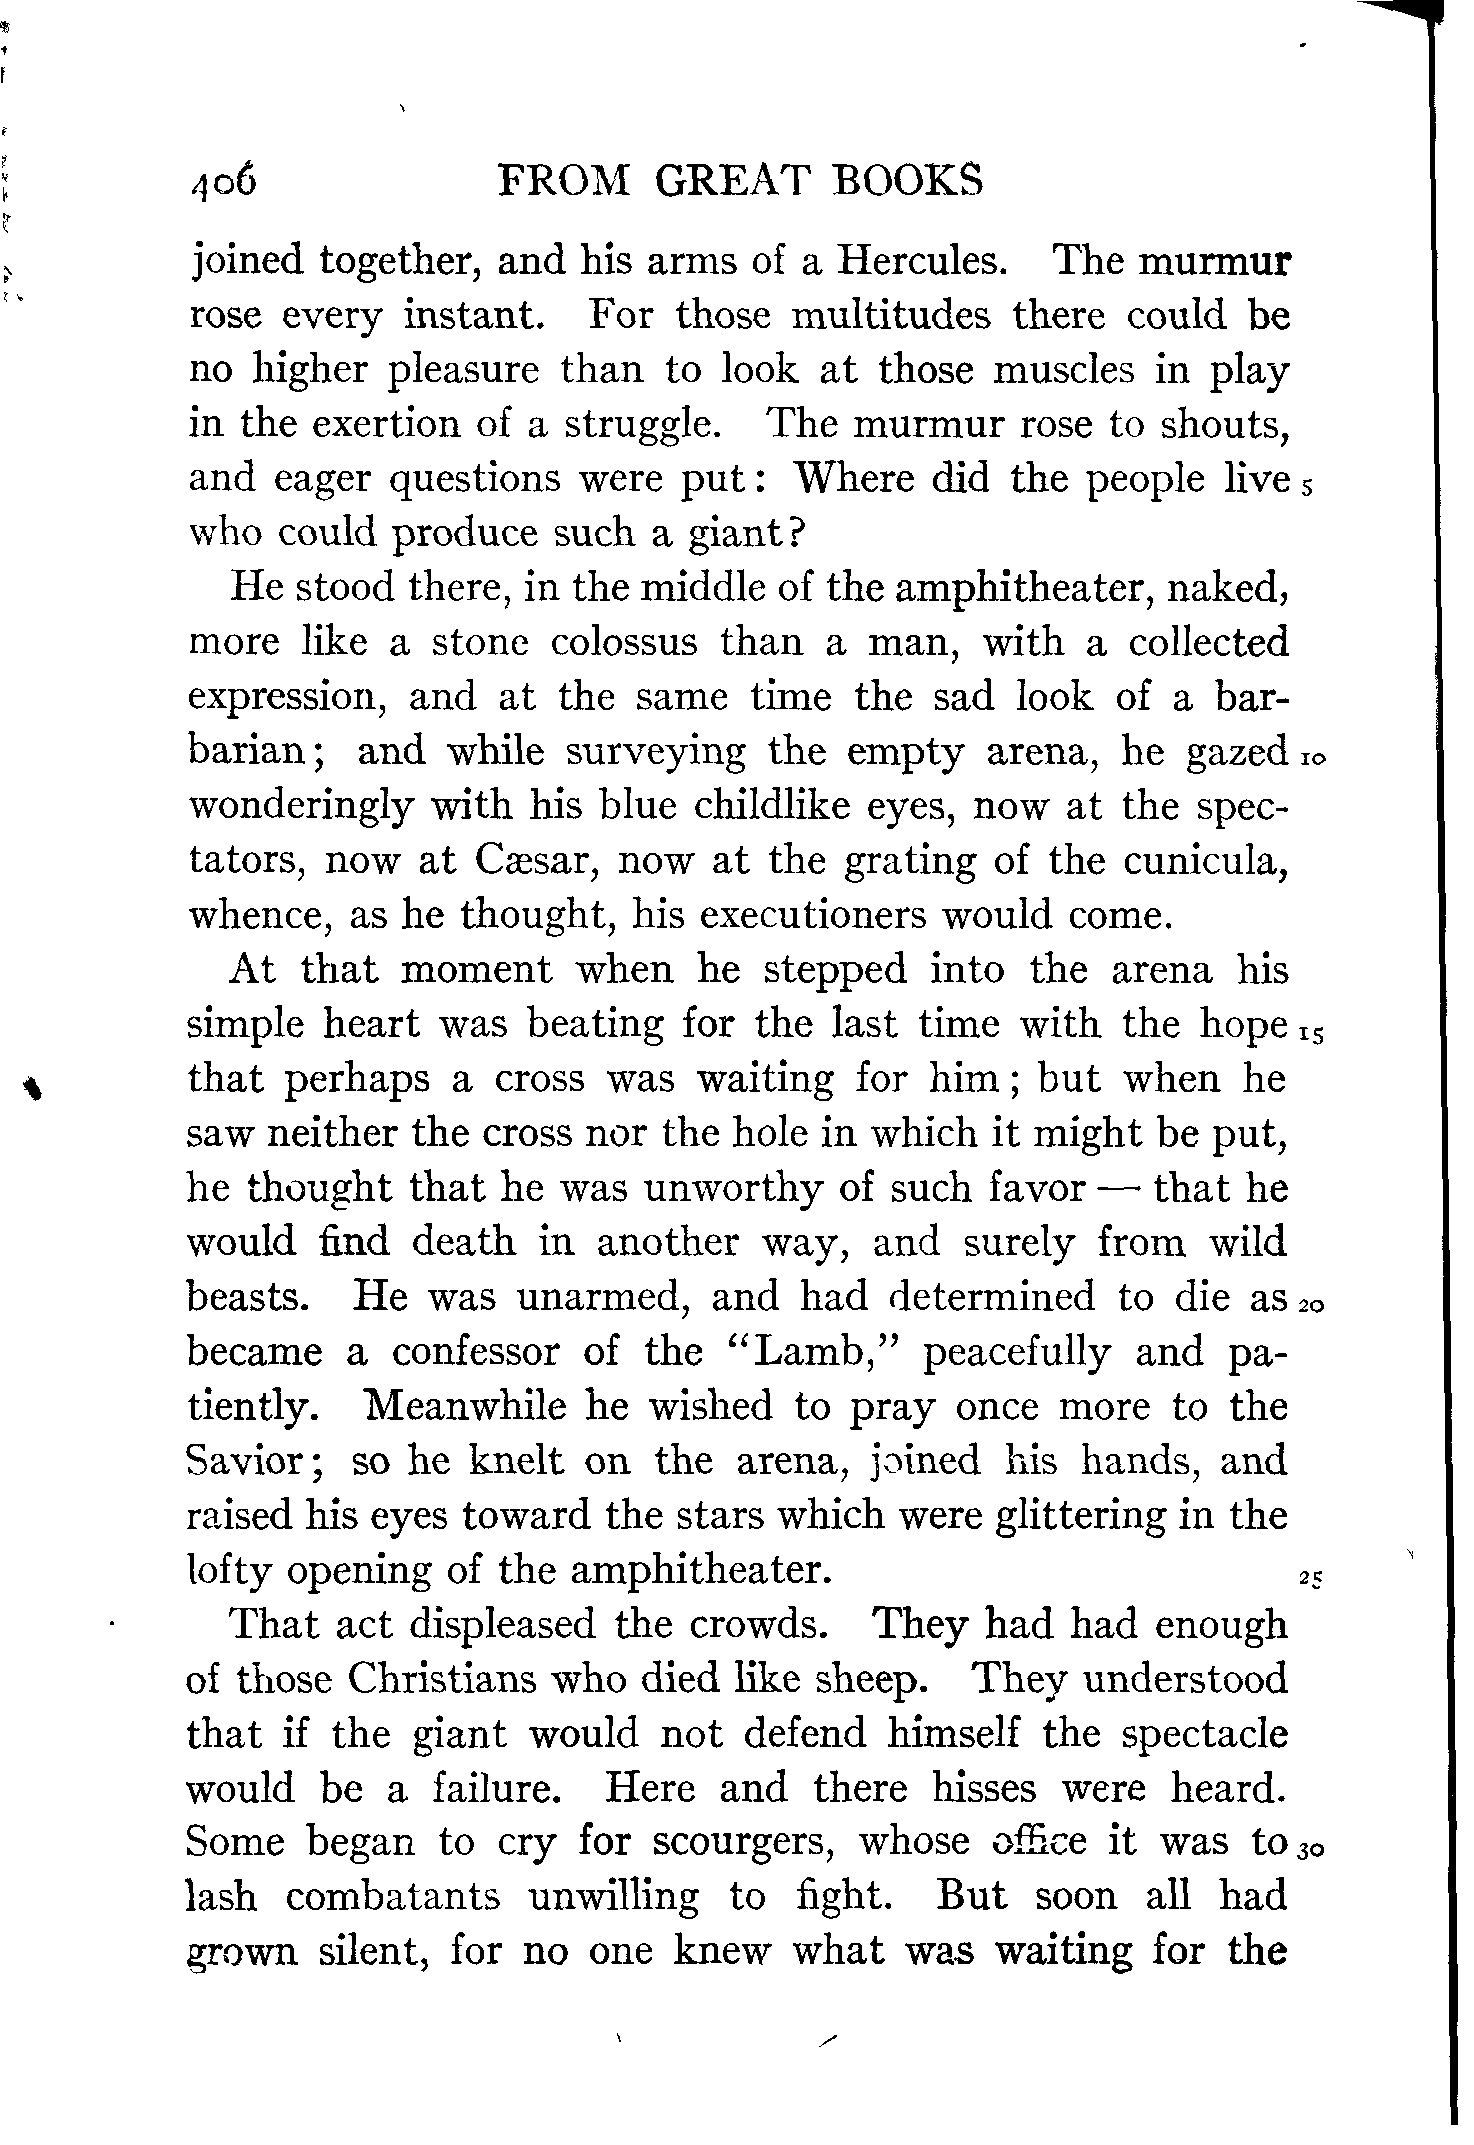 406 FROM GREAT BOOKS
joined together, and his arms of a Hercules. The murmur
rose every instant. For those multitudes there could be
no higher pleasure than to look at those muscles in play
in the exertion of a struggle. The murmur rose to shouts,
and eager questions were put: Where did the people live 5
who could produce such a giant?
He stood there, in the middle of the amphitheater, naked,
more like a stone colossus than a man, with a collected
expression, and at the same time the sad look of a bar-
barian; and while surveying the empty arena, he gazed 10
wonderingly with his blue childlike eyes, now at the spec-
tators, now at Cæsar, now at the grating of the cunicula,
whence, as he thought, his executioners would come.
At that moment when he stepped into the arena his
simple heart was beating for the last time with the hope 15
that perhaps a cross was waiting for him; but when he
saw neither the cross nor the hole in which it might be put,
he thought that he was unworthy of such favor — that he
would find death in another way, and surely from wild
beasts. He was unarmed, and had determined to die as 20
became a confessor of the "Lamb," peacefully and pa-
tiently. Meanwhile he wished to pray once more to the
Savior; so he knelt on the arena, joined his hands, and
raised his eyes toward the stars which were glittering in the
lofty opening of the amphitheater. 25
That act displeased the crowds. They had had enough
of those Christians who died like sheep. They understood
that if the giant would not defend himself the spectacle
would be a failure. Here and there hisses were heard.
Some began to cry for scourgers, whose office it was to 30
lash combatants unwilling to fight. But soon all had
grown silent, for no one knew what was waiting for the